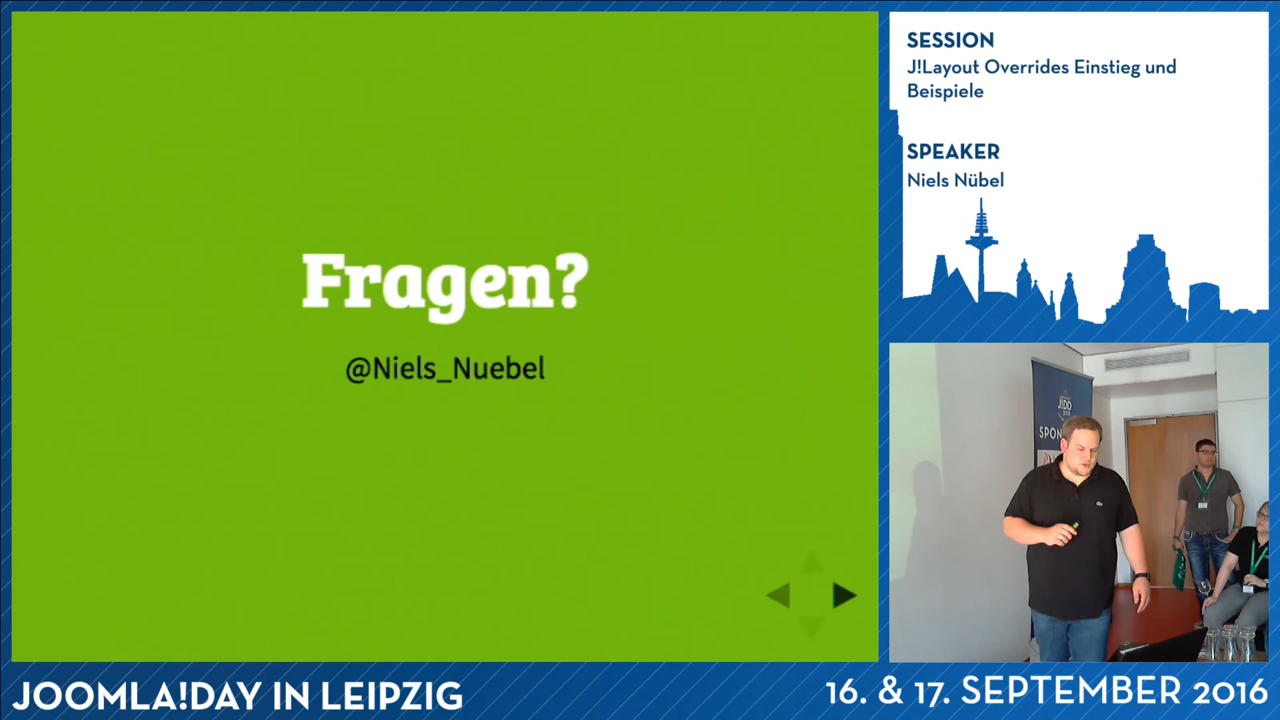 Fragen?
@Niels_Nuebel
SESSION
J!Layout Overrides Einstieg und
Beispiele
SPEAKER
Niels Nübel
SPON
JOOMLA!DAY IN LEIPZIG
16. & 17. SEPTEMBER 2016